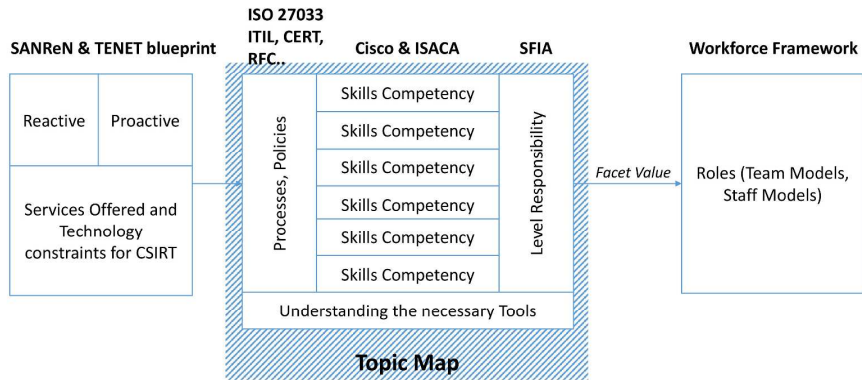 SANReN & TENET blueprint
ISO 27033
ITIL, CERT,
RFC..
Cisco & ISACA
SFIA
Workforce Framework
Reactive
Proactive
Services Offered and
Technology
constraints for CSIRT
Processes, Policies
Skills Competency
Skills Competency
Skills Competency
Skills Competency
Skills Competency
Skills Competency
Level Responsibility
Understanding the necessary Tools
Topic Map
Facet Value
Roles (Team Models,
Staff Models)